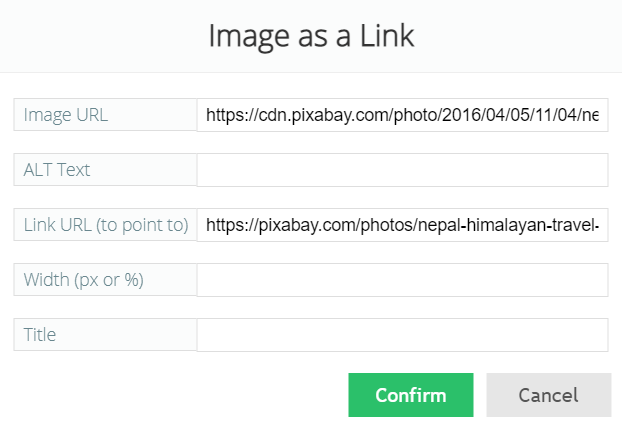 Image as a Link
Image URL https://cdn.pixabay.com/photo/2016/04/05/11/04/ne
ALT Text
Link URL (to point to) https://pixabay.com/photos/nepal-himalayan-travel-
Width (px or %)
Title
Confirm Cancel